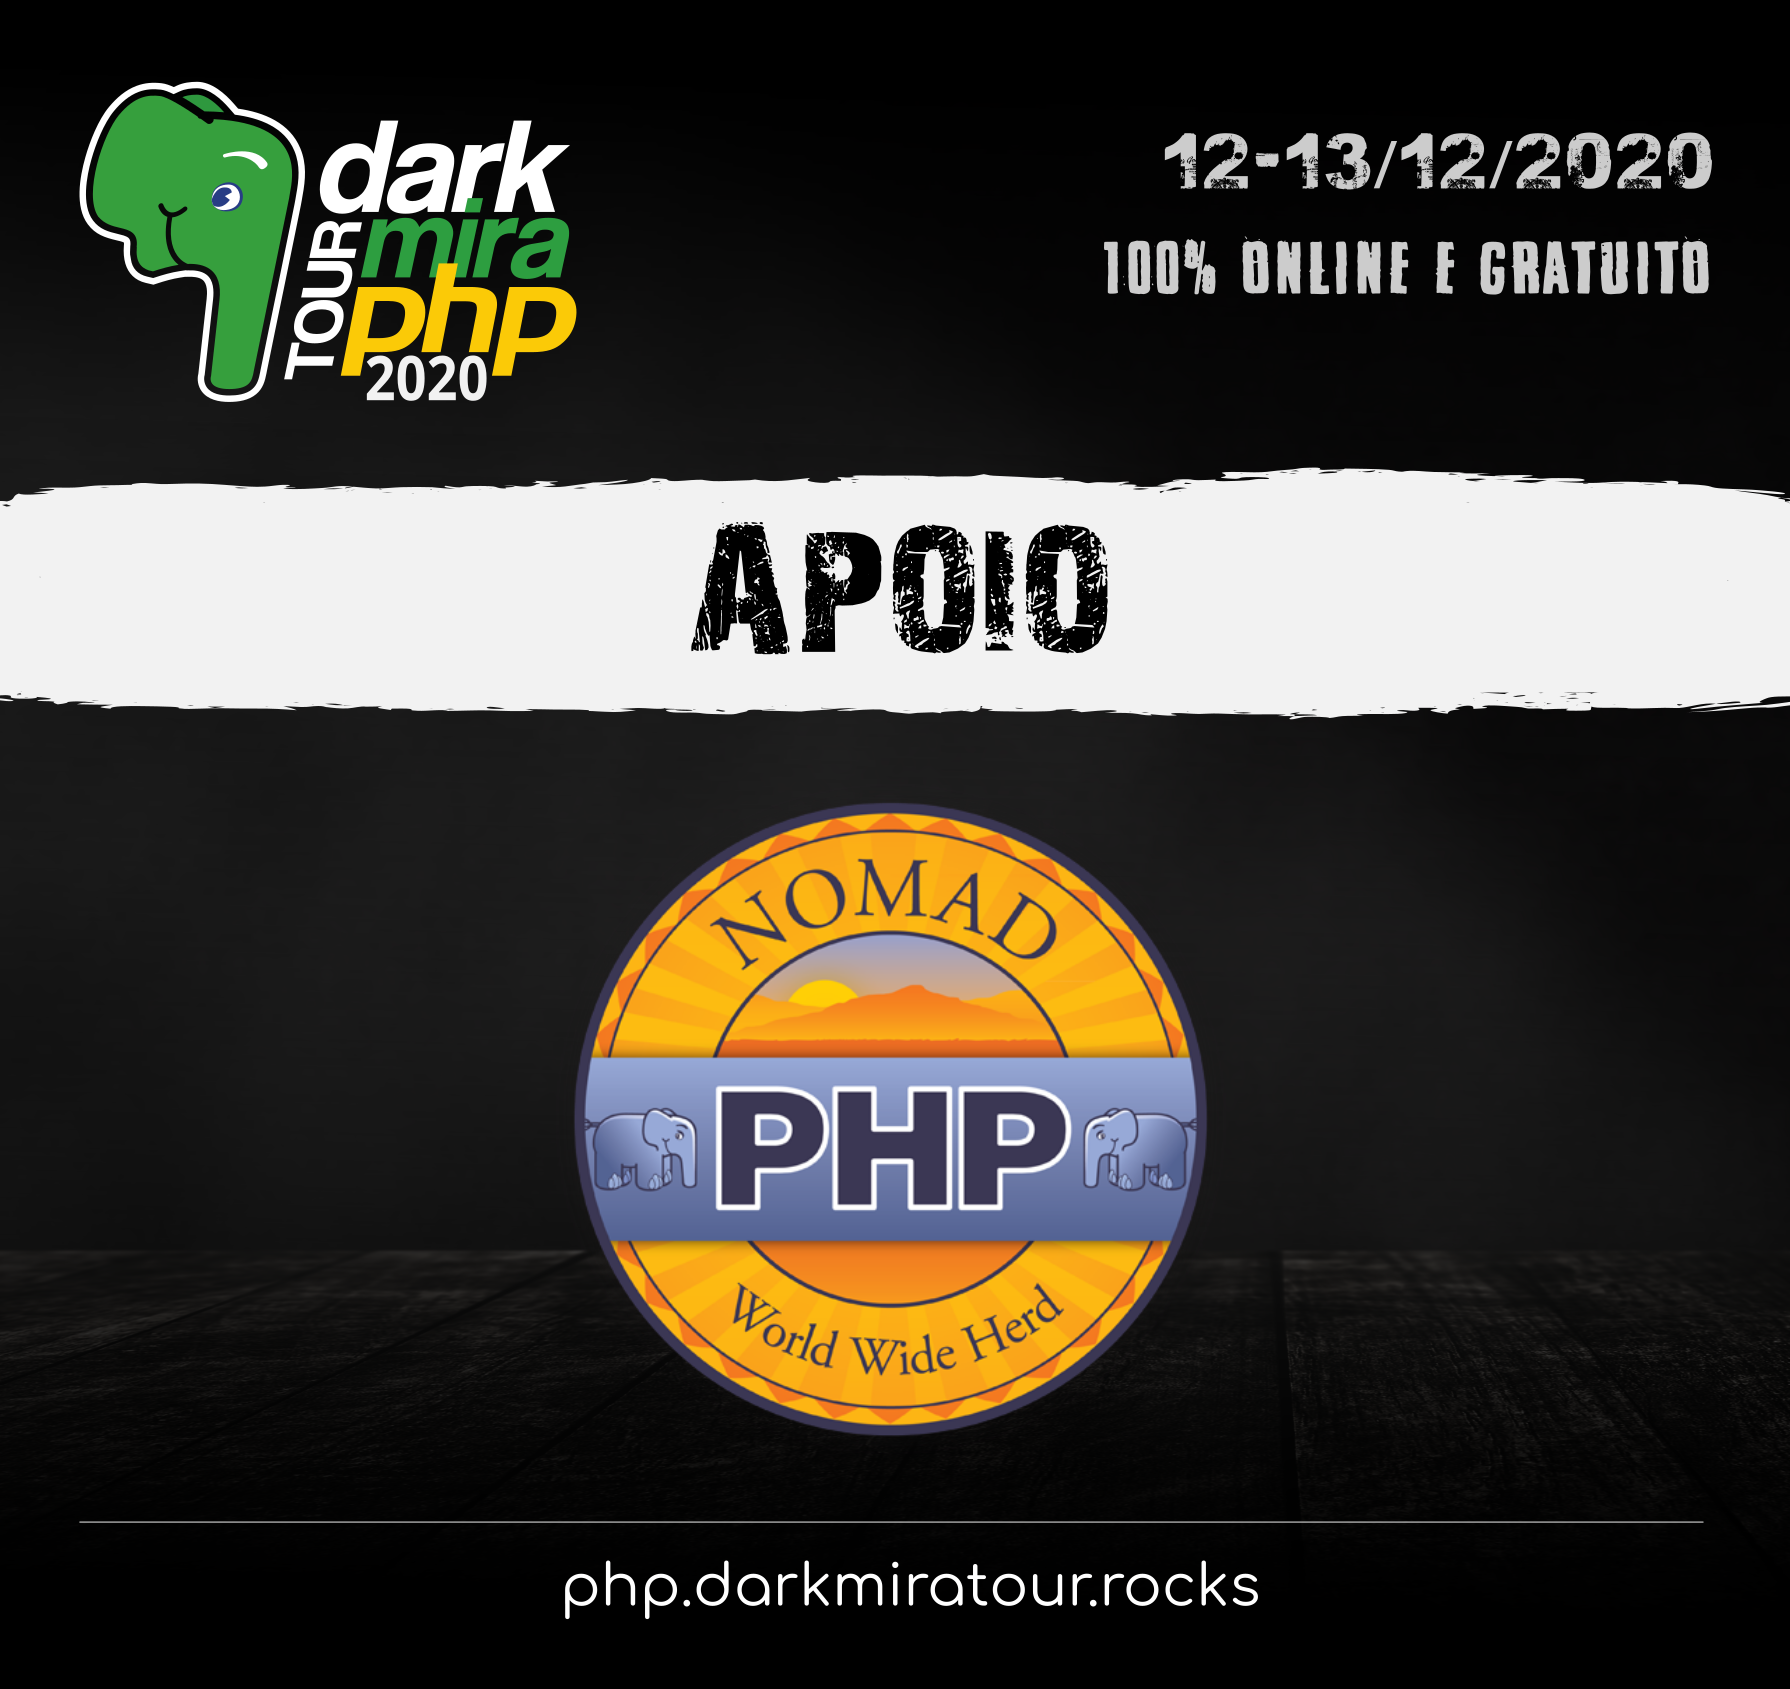 dark
mira
php
TOUR
2020
12-13/12/2020
100% ONLINE E GRATUITO
APOIO
NOMAD
PHP
World Wide Herd
php.darkmiratour.rocks